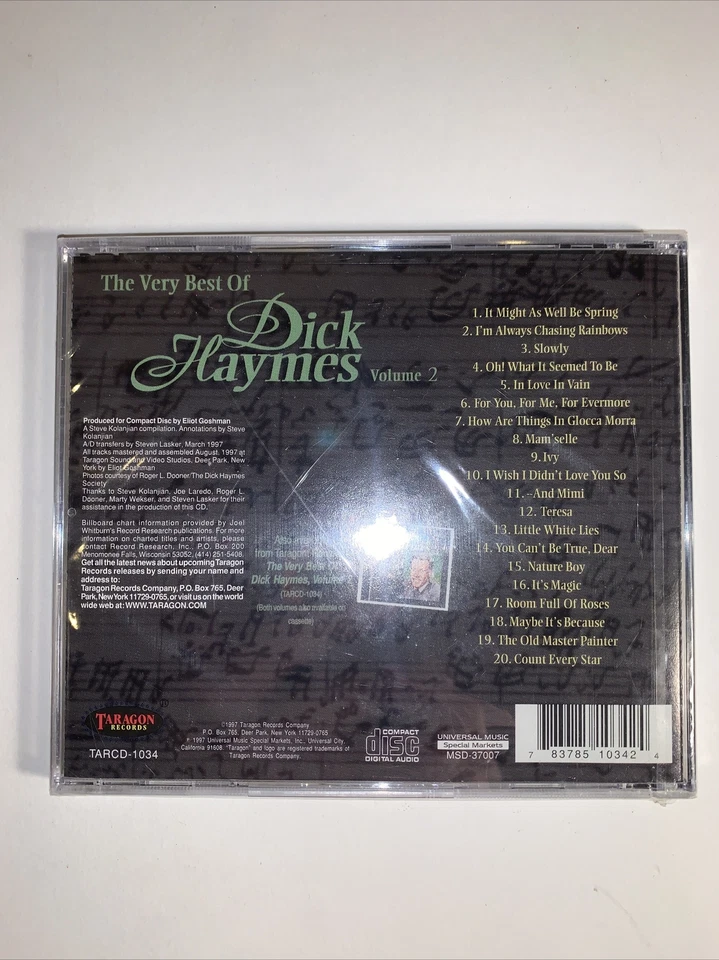 The Very Best Of
Dick
Haymes Volume 2
Produced for Compact Disc by Eliot Goshman
A Steve Kolanjian compilation. Annotations by Steve
Kolanjian
A/D transfers by Steven Lasker, March 1997
All tracks mastered and assembled August, 1997 at
Taragon Sound and Video Studios, Deer Park, New
York by Eliot Goshman
Photos courtesy of Roger L. Dooner/The Dick Haymes
Society
Thanks to Steve Kolanjian, Joe Laredo, Roger L.
Dooner, Marty Wekser, and Steven Lasker for their
assistance in the production of this CD.
Billboard chart information provided by Joel
Whitburn's Record Research publications. For more
information on charted titles and artists, please
contact Record Research, Inc., P.O. Box 200
Menomonee Falls, Wisconsin 53052, (414) 251-5408.
Get all the latest news about upcoming Taragon
Records releases by sending your name and
address to:
Taragon Records Company, P.O. Box 765, Deer
Park, New York 11729-0765, or visit us on the world
wide web at: WWW.TARAGON.COM
Also
from Taragon
The Very Best Of
Dick Haymes, Volume
(TARCD-1034)
(Both volumes also available on
cassette)
1. It Might As Well Be Spring
2. I'm Always Chasing Rainbows
3. Slowly
4. Oh! What It Seemed To Be
5. In Love In Vain
6. For You, For Me, For Evermore
7. How Are Things In Glocca Morra
8. Mam'selle
9. Ivy
10. I Wish I Didn't Love You So
11. –And Mimi
12. Teresa
13. Little White Lies
14. You Can't Be True, Dear
15. Nature Boy
16. It's Magic
17. Room Full Of Roses
18. Maybe It's Because
19. The Old Master Painter
20. Count Every Star
TARAGON
RECORDS
TARCD-1034
©1997 Taragon Records Company
P.O. Box 765, Deer Park, New York 11729-0765
℗ 1997 Universal Music Special Markets, Inc., Universal City,
California 91608. "Taragon" and logo are registered trademarks of
Taragon Records Company.
COMPACT
disc
DIGITAL AUDIO
UNIVERSAL MUSIC
Special Markets
MSD-37007
7 83785 10342 4